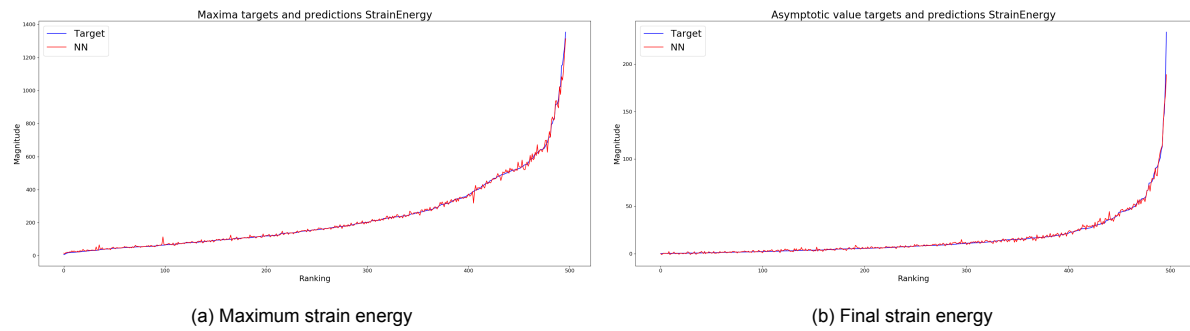 Maxima targets and predictions StrainEnergy
1400
1200
1000
800
600
400
200
0
Magnitude
Target
NN
0
100
200
300
400
500
Ranking
(a) Maximum strain energy
Asymptotic value targets and predictions StrainEnergy
200
150
100
50
0
Magnitude
Target
NN
0
100
200
300
400
500
Ranking
(b) Final strain energy